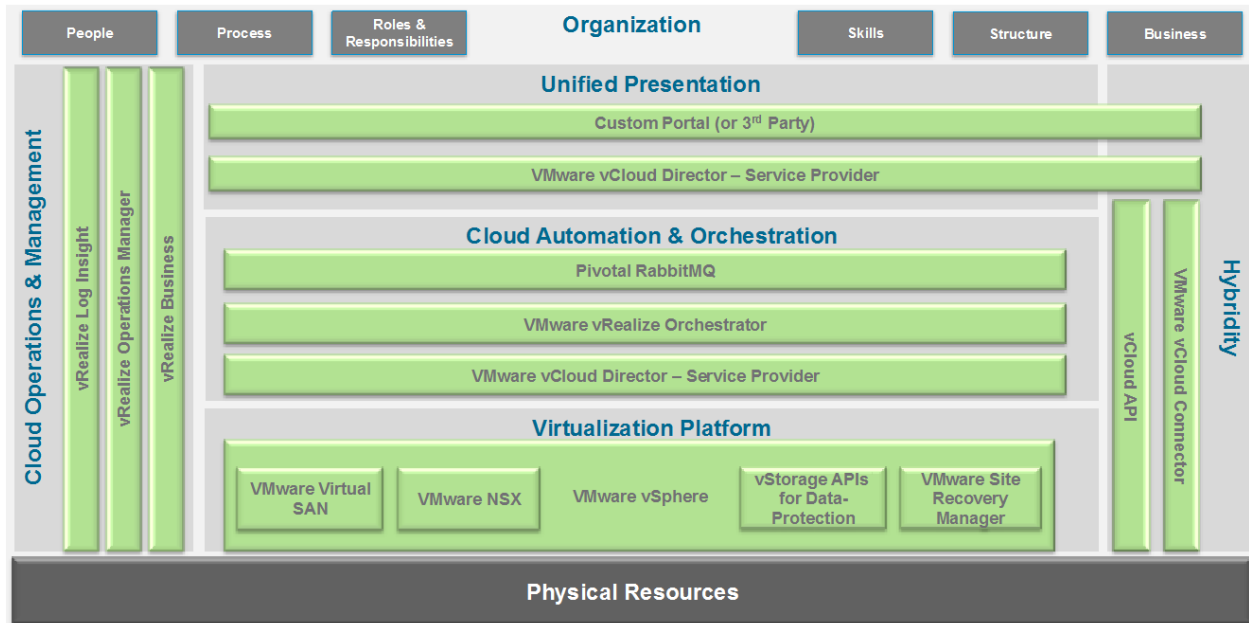 Organization
People
Process
Roles &
Responsibilities
Skills
Structure
Business
Cloud Operations & Management
vRealize Log Insight
vRealize Operations Manager
vRealize Business
Unified Presentation
Custom Portal (or 3rd Party)
VMware vCloud Director – Service Provider
Cloud Automation & Orchestration
Pivotal RabbitMQ
VMware vRealize Orchestrator
VMware vCloud Director – Service Provider
Virtualization Platform
VMware Virtual
SAN
VMware NSX
VMware vSphere
vStorage APIs
for Data-
Protection
VMware Site
Recovery
Manager
vCloud API
VMware vCloud Connector
Hybridity
Physical Resources